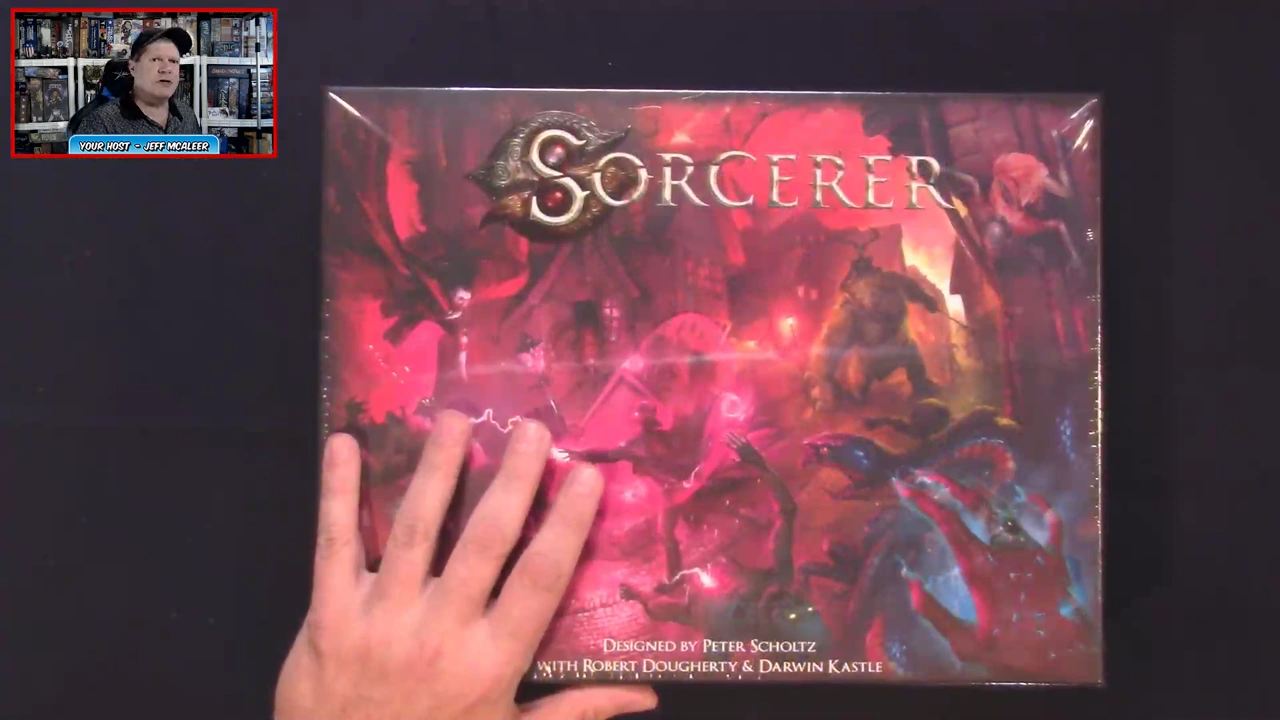 YOUR HOST - JEFF MCALEER
SORCERER
DESIGNED BY PETER SCHOLTZ
WITH ROBERT DOUGHERTY & DARWIN KASTLE